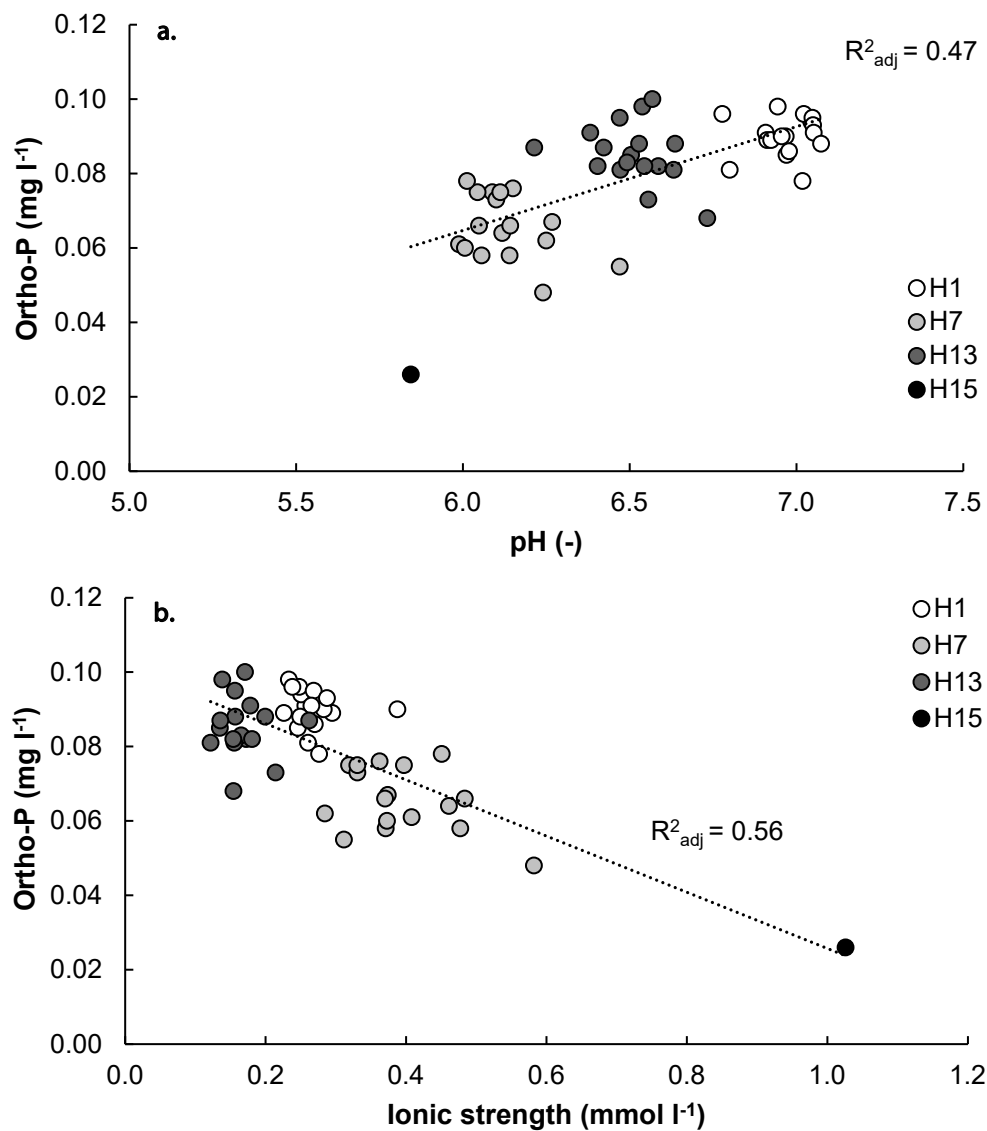 a.
R²adj = 0.47
0.12
0.10
0.08
0.06
0.04
0.02
0.00
Ortho-P (mg l⁻¹)
H1
H7
H13
H15
5.0 5.5 6.0 6.5 7.0 7.5
pH (-)
b.
0.12
0.10
0.08
0.06
0.04
0.02
0.00
Ortho-P (mg l⁻¹)
H1
H7
H13
H15
R²adj = 0.56
0.0 0.2 0.4 0.6 0.8 1.0 1.2
Ionic strength (mmol l⁻¹)